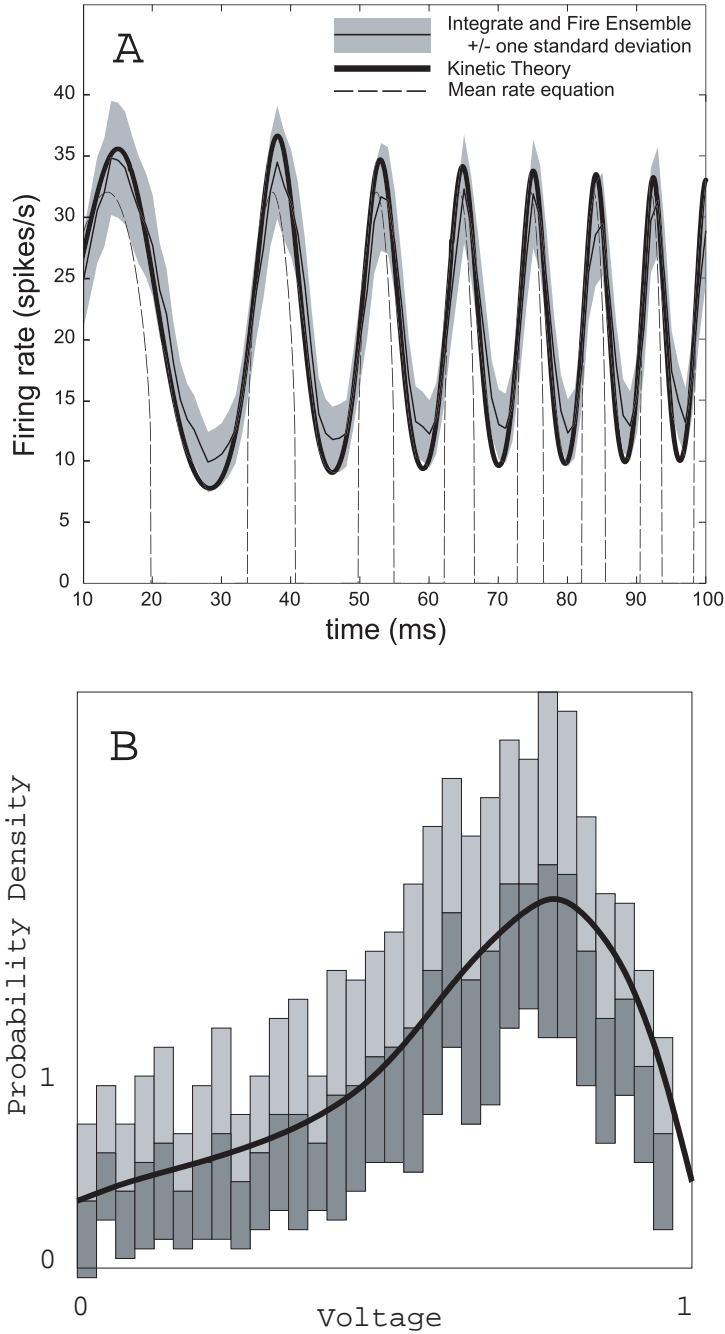 A
Integrate and Fire Ensemble
+/- one standard deviation
Kinetic Theory
Mean rate equation
40
35
30
25
20
15
10
5
0
Firing rate (spikes/s)
10 20 30 40 50 60 70 80 90 100
time (ms)
B
Probability Density
1
0
0 1
Voltage